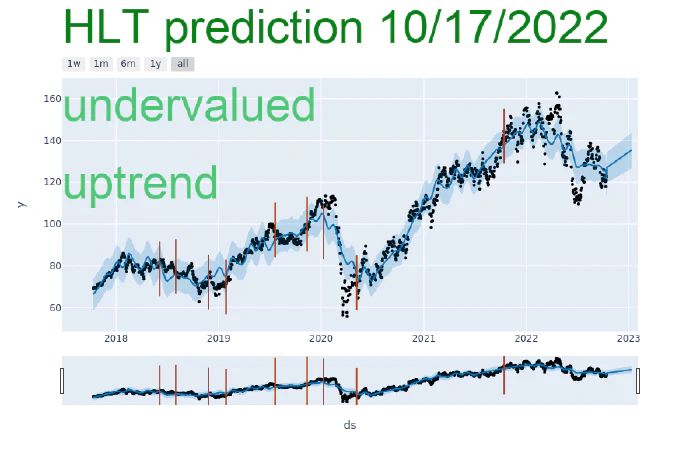 HLT prediction 10/17/2022
1w 1m 6m 1y all
undervalued
uptrend
160
140
120
100
80
60
y
2018 2019 2020 2021 2022 2023
ds